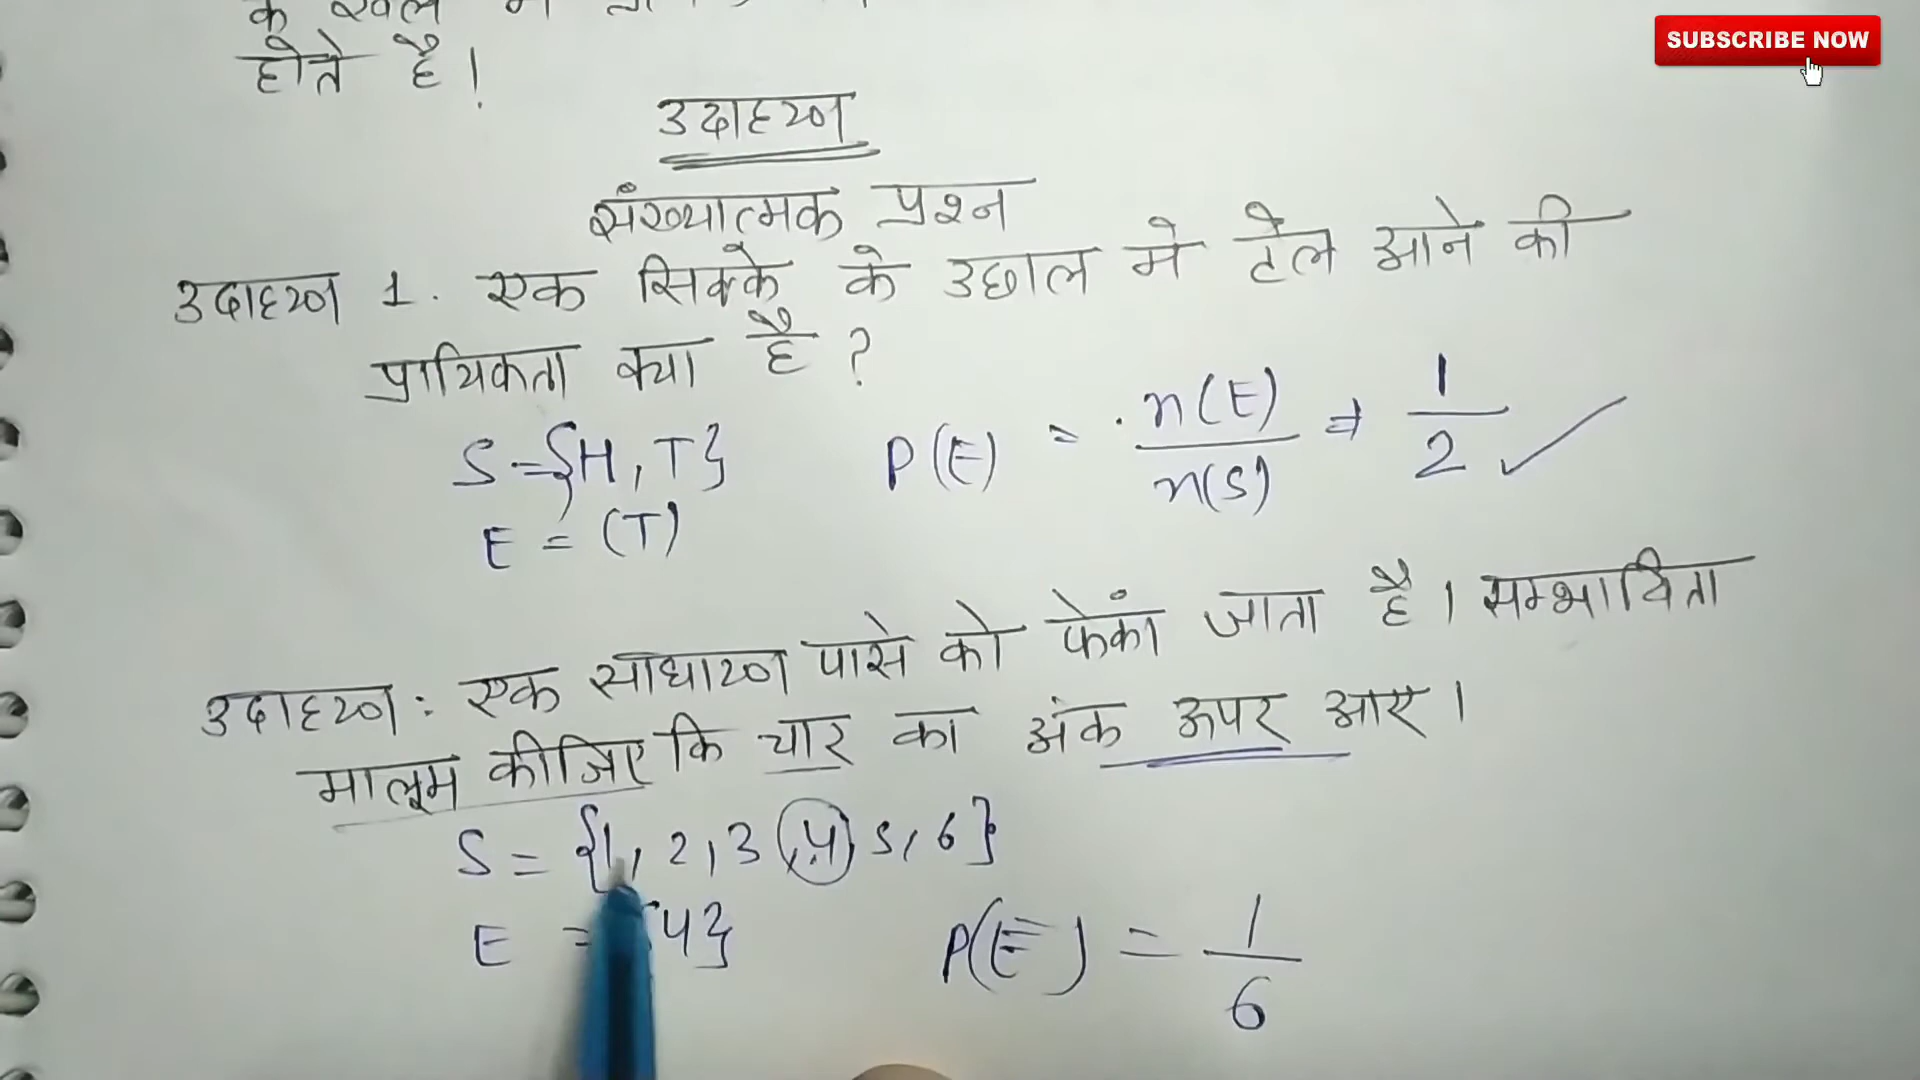 SUBSCRIBE NOW
होते है।
उदाहरण
संख्यात्मक प्रश्न
उदाहरण 1. एक सिक्के के उछाल मे टेल आने की
प्रायिकता क्या है ?
S = {H, T} P(E) = n(E)/n(S) ⇒ 1/2 ✓
E = (T)
उदाहरण : एक साधारण पासे को फेकां जाता है। सम्भाविता
मालूम कीजिए कि चार का अंक ऊपर आए।
S = {1, 2, 3, 4, 5, 6}
E = {4} P(E) = 1/6